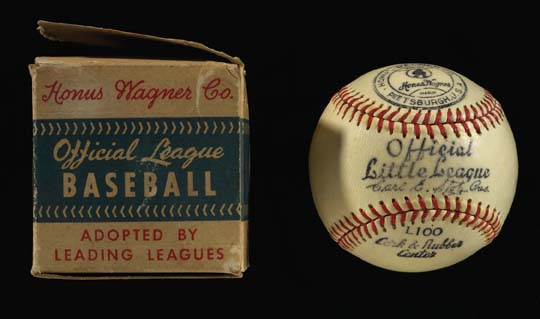 Honus Wagner Co.
Official League
BASEBALL
ADOPTED BY
LEADING LEAGUES
Honus Wagner
PITTSBURGH, U.S.A.
Official
Little League
Carl E. Pres.
L100
Cork & Rubber
Center